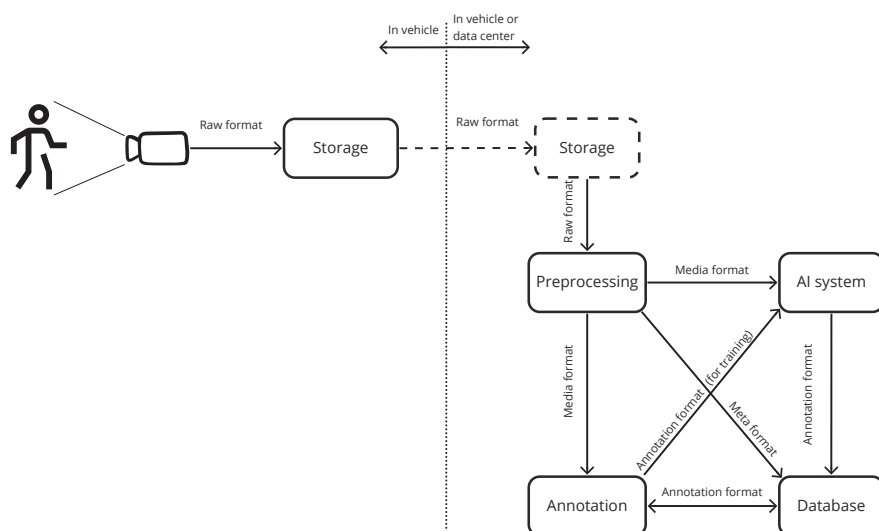 In vehicle
In vehicle or
data center
Raw format
Storage
Raw format
Storage
Raw format
Preprocessing
Media format
AI system
Media format
Annotation format (for training)
Meta format
Annotation format
Annotation
Annotation format
Database